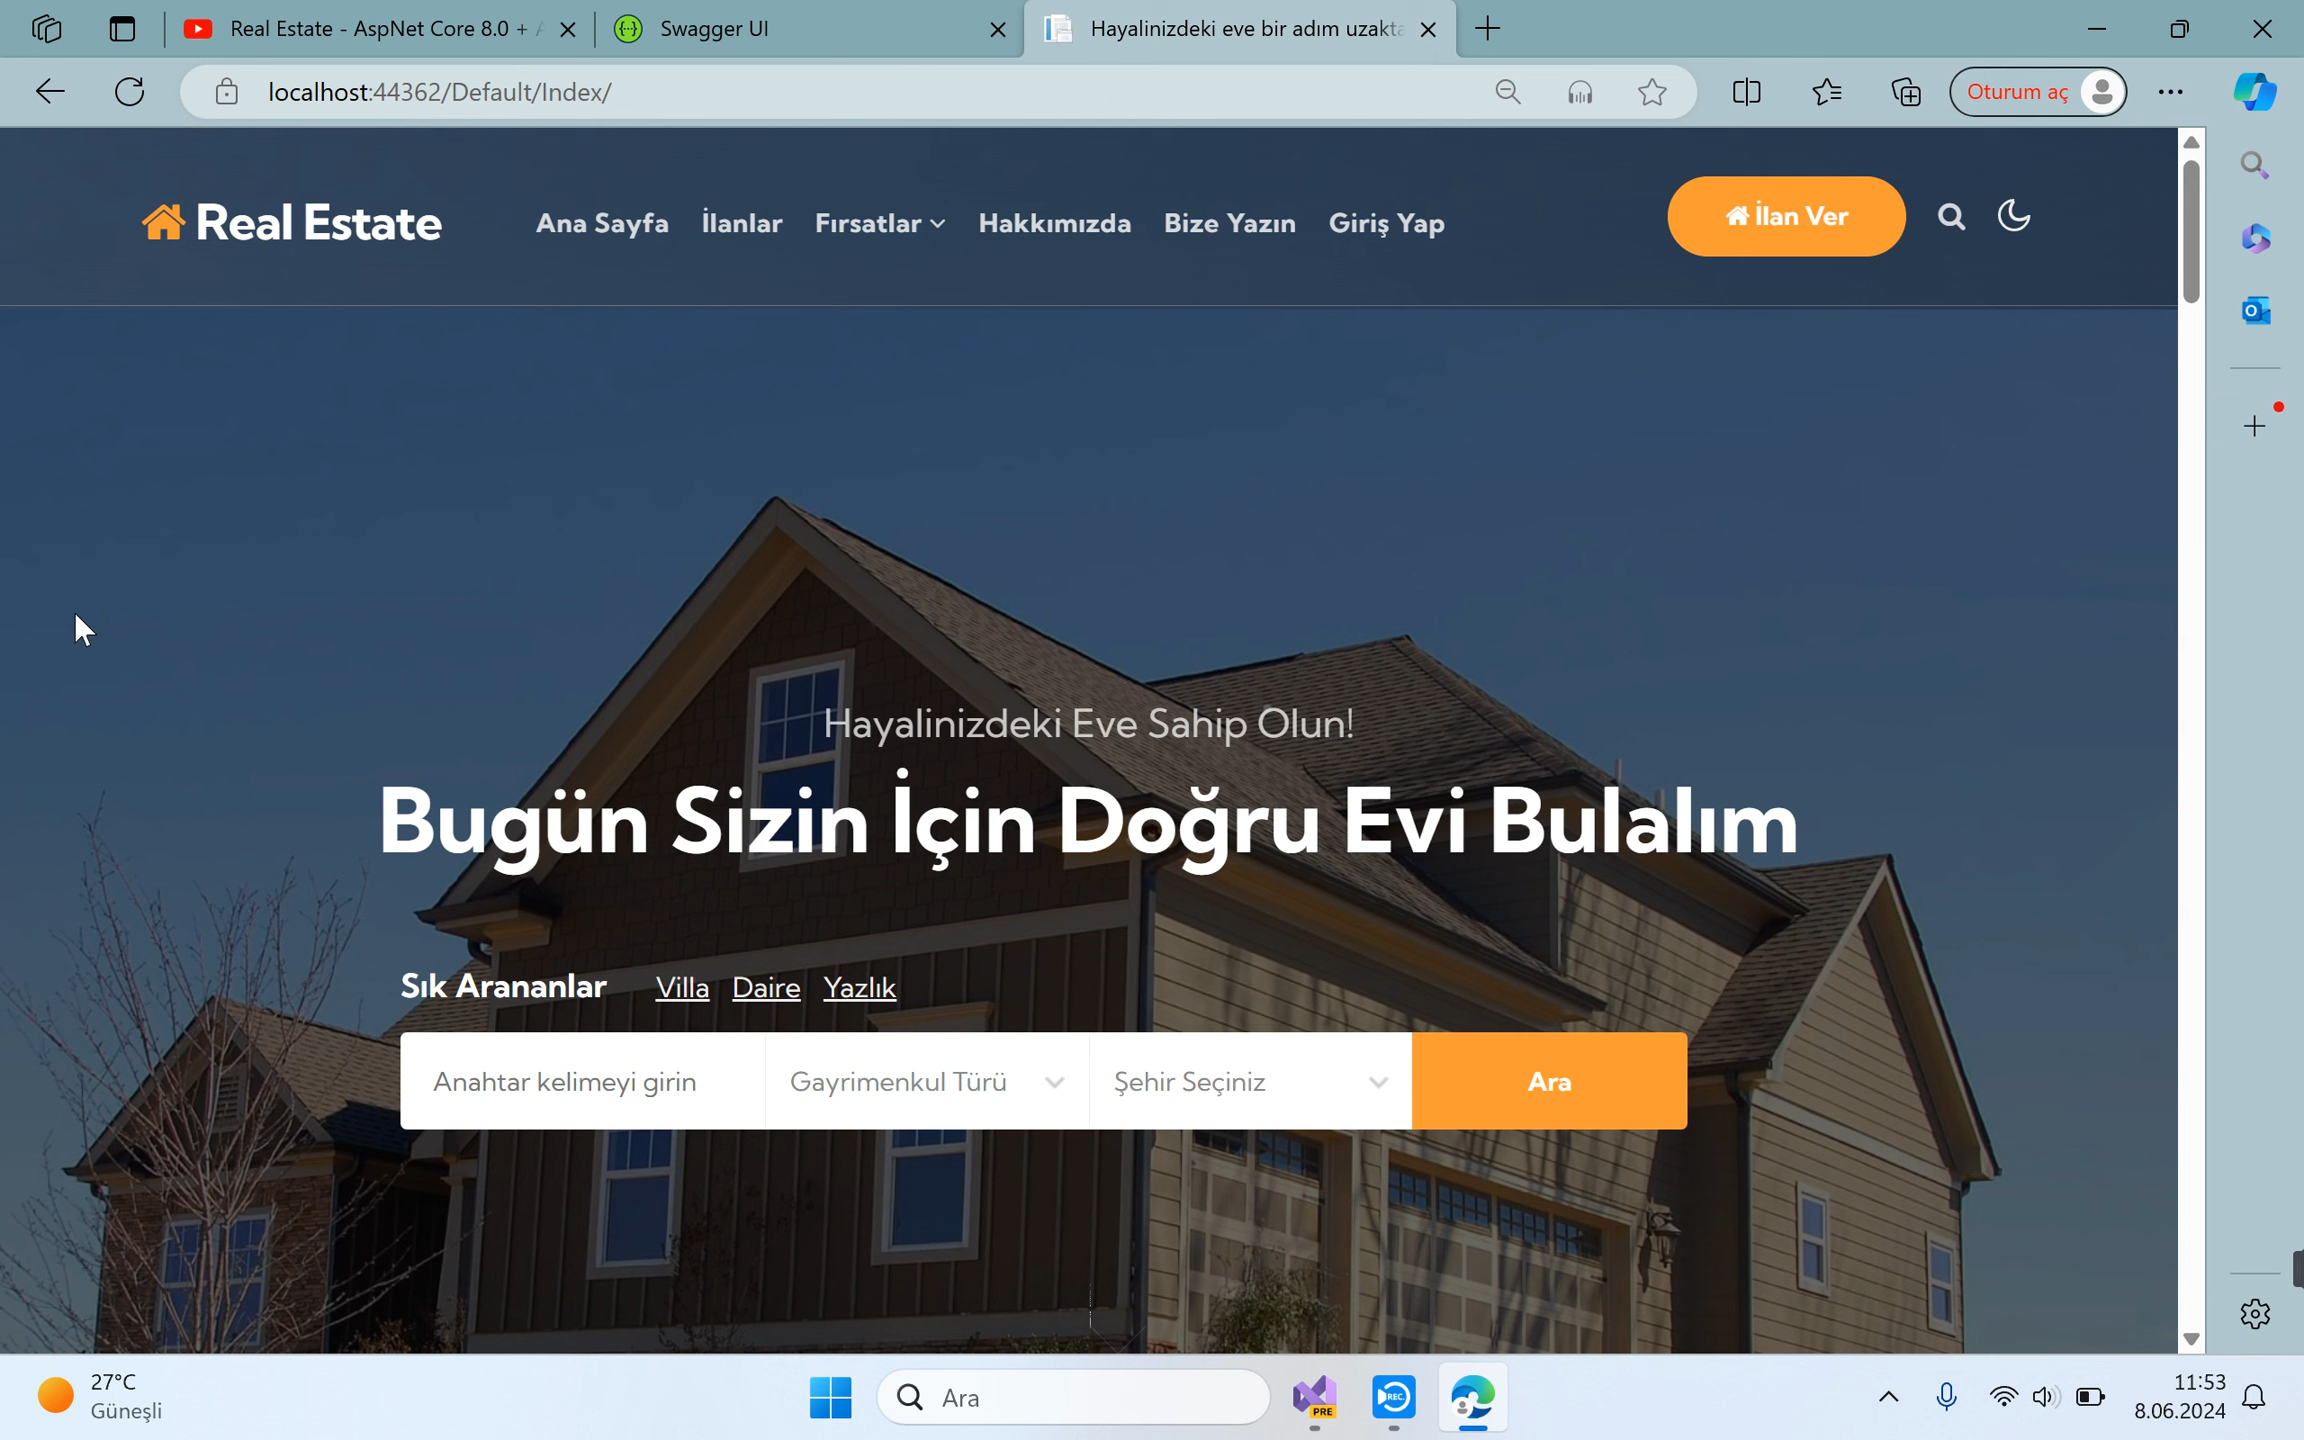 Real Estate - AspNet Core 8.0 +
Swagger UI
Hayalinizdeki eve bir adım uzakta
localhost:44362/Default/Index/
Oturum aç
Real Estate
Ana Sayfa
İlanlar
Fırsatlar
Hakkımızda
Bize Yazın
Giriş Yap
İlan Ver
Hayalinizdeki Eve Sahip Olun!
Bugün Sizin İçin Doğru Evi Bulalım
Sık Arananlar
Villa
Daire
Yazlık
Anahtar kelimeyi girin
Gayrimenkul Türü
Şehir Seçiniz
Ara
27°C
Güneşli
Ara
PRE
REC
11:53
8.06.2024